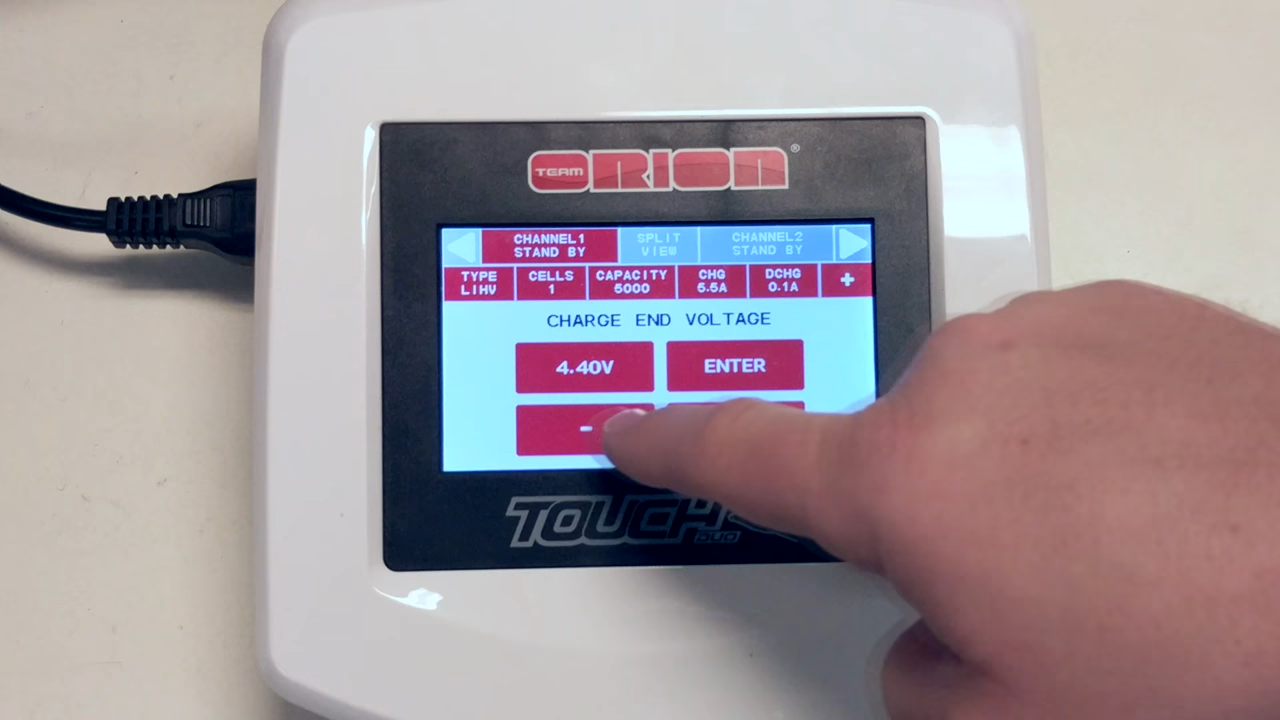 TEAM ORION ®
CHANNEL1
STAND BY
SPLIT
VIEW
CHANNEL2
STAND BY
TYPE
LIHV
CELLS
1
CAPACITY
5000
CHG
5.5A
DCHG
0.1A
+
CHARGE END VOLTAGE
4.40V
ENTER
-
TOUCH
DUO